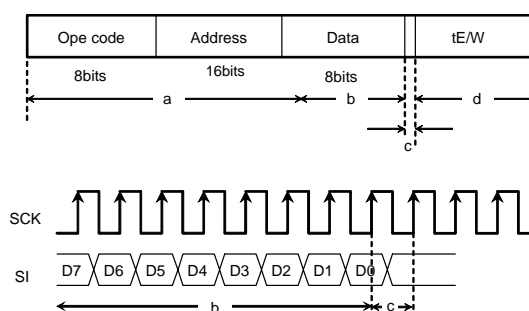 Ope code Address Data tE/W
8bits 16bits 8bits
a b d
c
SCK
SI D7 D6 D5 D4 D3 D2 D1 D0
b c